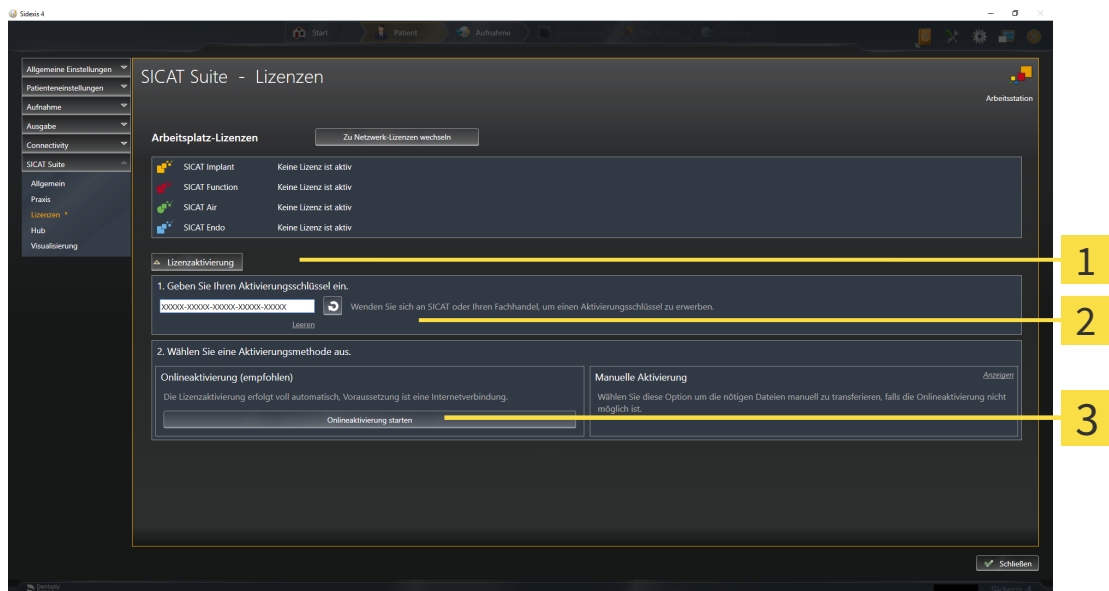 Sidexis 4
Start
Patient
Aufnahme
Allgemeine Einstellungen
Patienteneinstellungen
Aufnahme
Ausgabe
Connectivity
SICAT Suite
Allgemein
Praxis
Lizenzen *
Hub
Visualisierung
SICAT Suite - Lizenzen
Arbeitsstation
Arbeitsplatz-Lizenzen
Zu Netzwerk-Lizenzen wechseln
SICAT Implant Keine Lizenz ist aktiv
SICAT Function Keine Lizenz ist aktiv
SICAT Air Keine Lizenz ist aktiv
SICAT Endo Keine Lizenz ist aktiv
Lizenzaktivierung
1
1. Geben Sie Ihren Aktivierungsschlüssel ein.
XXXXX-XXXXX-XXXXX-XXXXX-XXXXX
Wenden Sie sich an SICAT oder Ihren Fachhandel, um einen Aktivierungsschlüssel zu erwerben.
Leeren
2
2. Wählen Sie eine Aktivierungsmethode aus.
Onlineaktivierung (empfohlen)
Die Lizenzaktivierung erfolgt voll automatisch, Voraussetzung ist eine Internetverbindung.
Onlineaktivierung starten
Manuelle Aktivierung
Anzeigen
Wählen Sie diese Option um die nötigen Dateien manuell zu transferieren, falls die Onlineaktivierung nicht
möglich ist.
3
Schließen
Dentsply